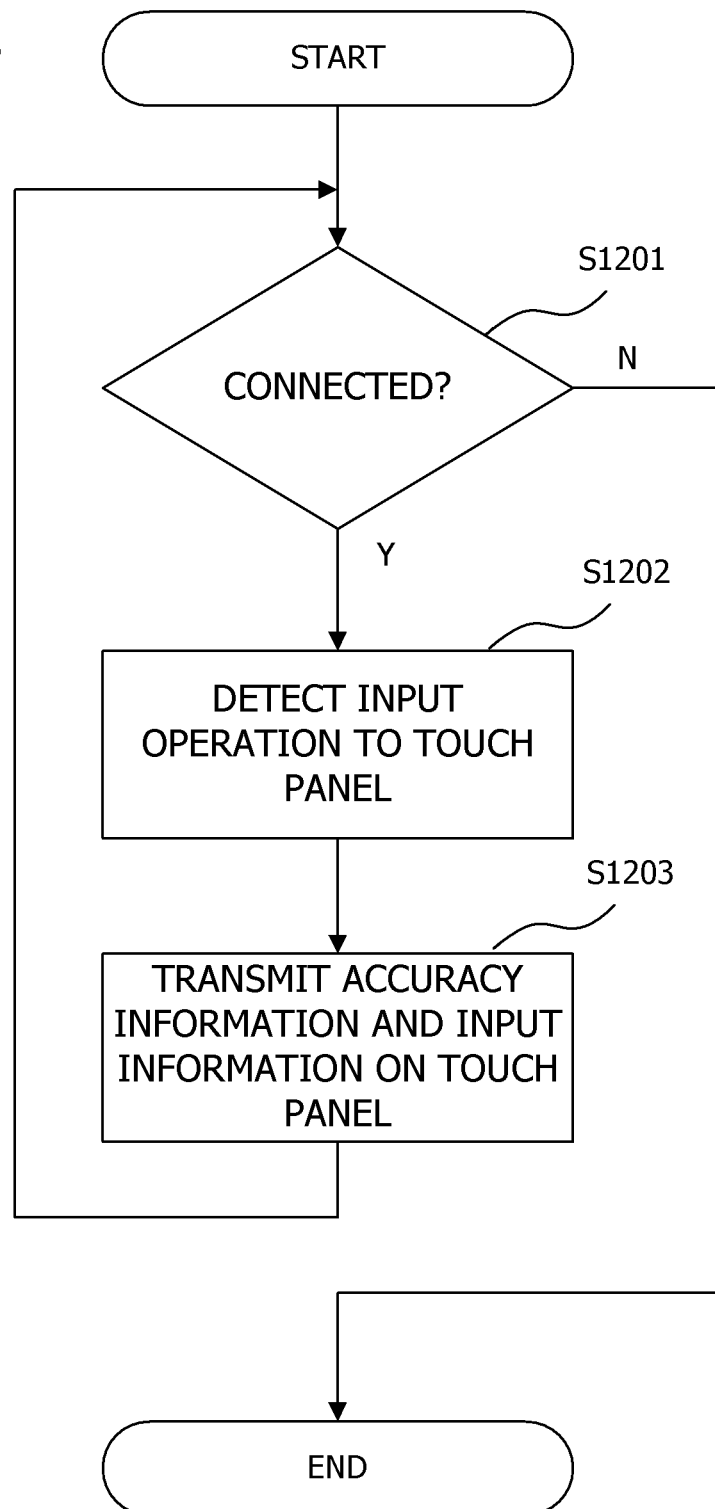 START
S1201
CONNECTED?
N
Y
S1202
DETECT INPUT
OPERATION TO TOUCH
PANEL
S1203
TRANSMIT ACCURACY
INFORMATION AND INPUT
INFORMATION ON TOUCH
PANEL
END